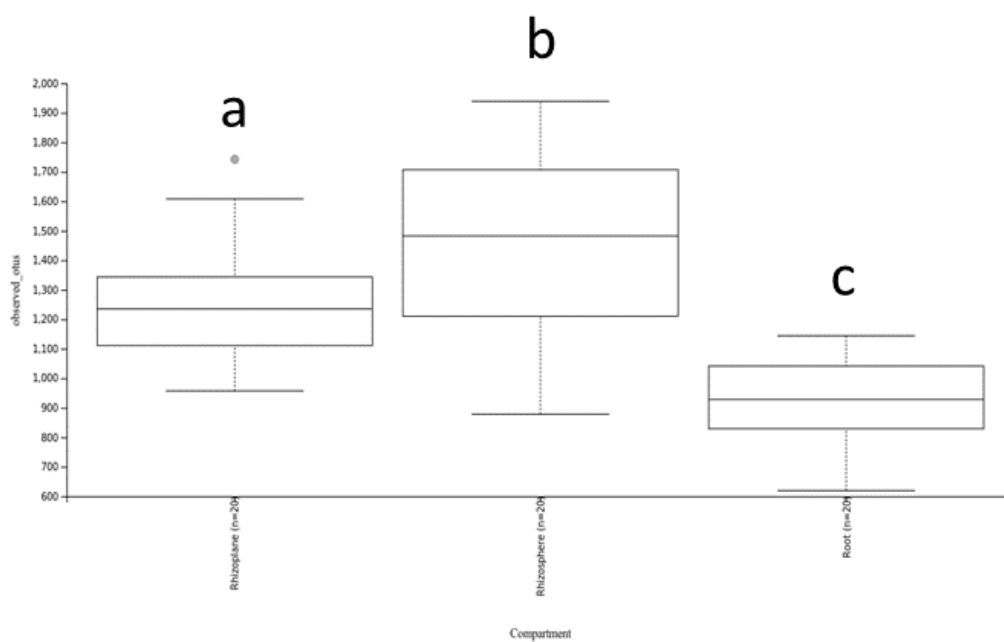 b
a
c
2,000
1,900
1,800
1,700
1,600
1,500
1,400
1,300
1,200
1,100
1,000
900
800
700
600
observed_otus
Rhizoplane (n=20)
Rhizosphere (n=20)
Root (n=20)
Compartment